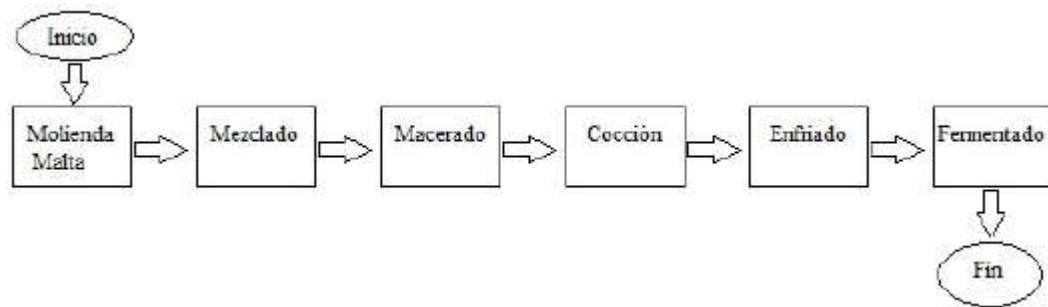 Inicio
Molienda
Malta
Mezclado
Macerado
Cocción
Enfriado
Fermentado
Fin